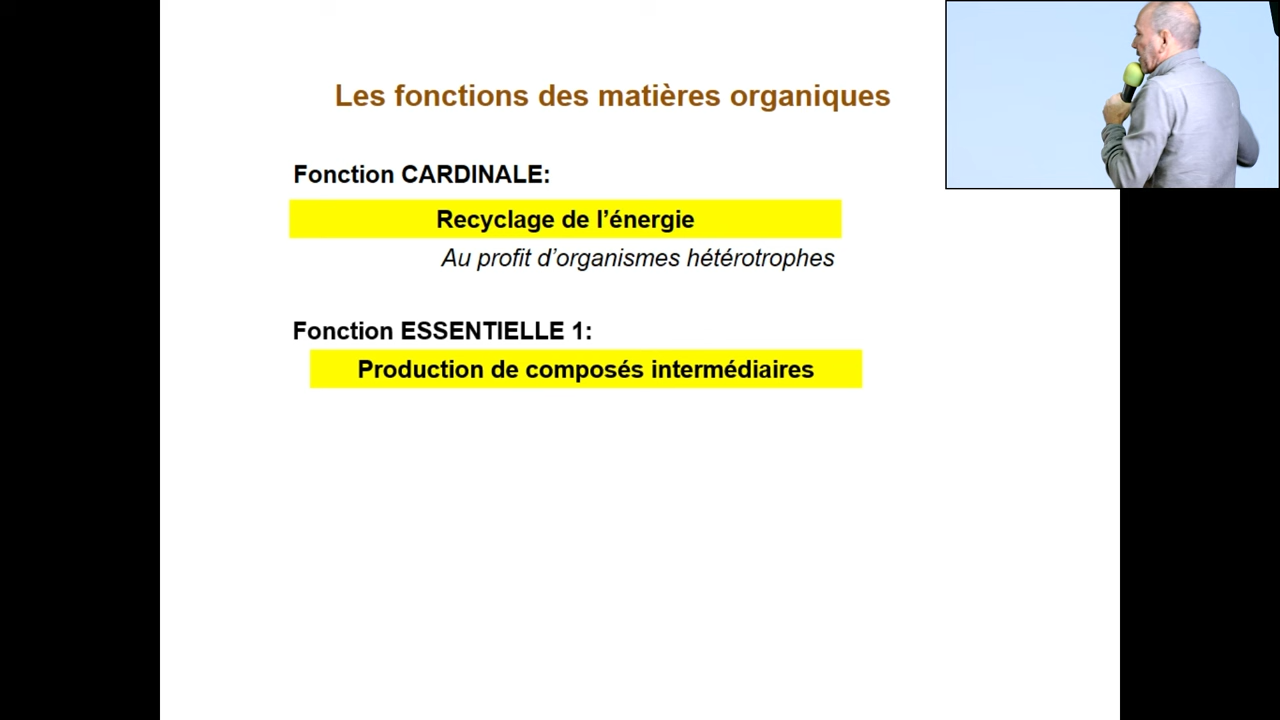 Les fonctions des matières organiques
Fonction CARDINALE:
Recyclage de l’énergie
Au profit d’organismes hétérotrophes
Fonction ESSENTIELLE 1:
Production de composés intermédiaires